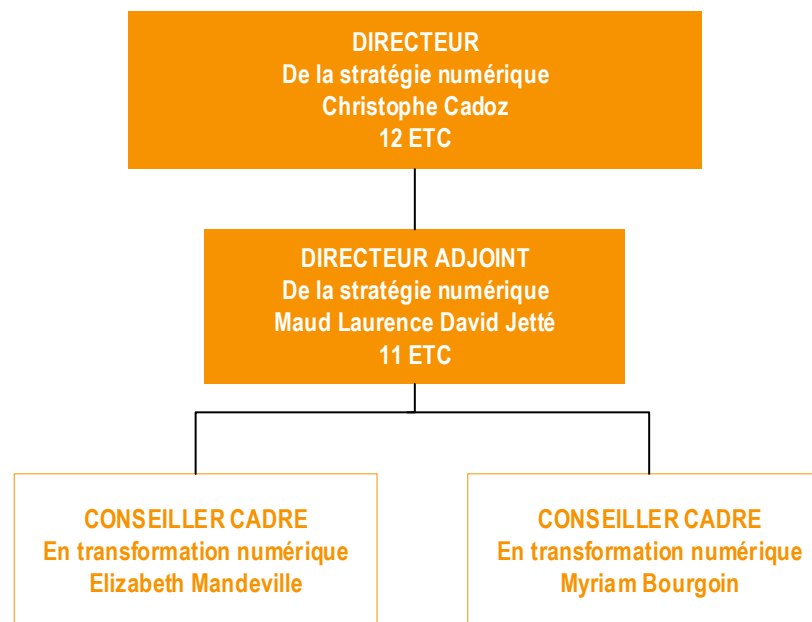 DIRECTEUR
De la stratégie numérique
Christophe Cadoz
12 ETC
DIRECTEUR ADJOINT
De la stratégie numérique
Maud Laurence David Jetté
11 ETC
CONSEILLER CADRE
En transformation numérique
Elizabeth Mandeville
CONSEILLER CADRE
En transformation numérique
Myriam Bourgoin